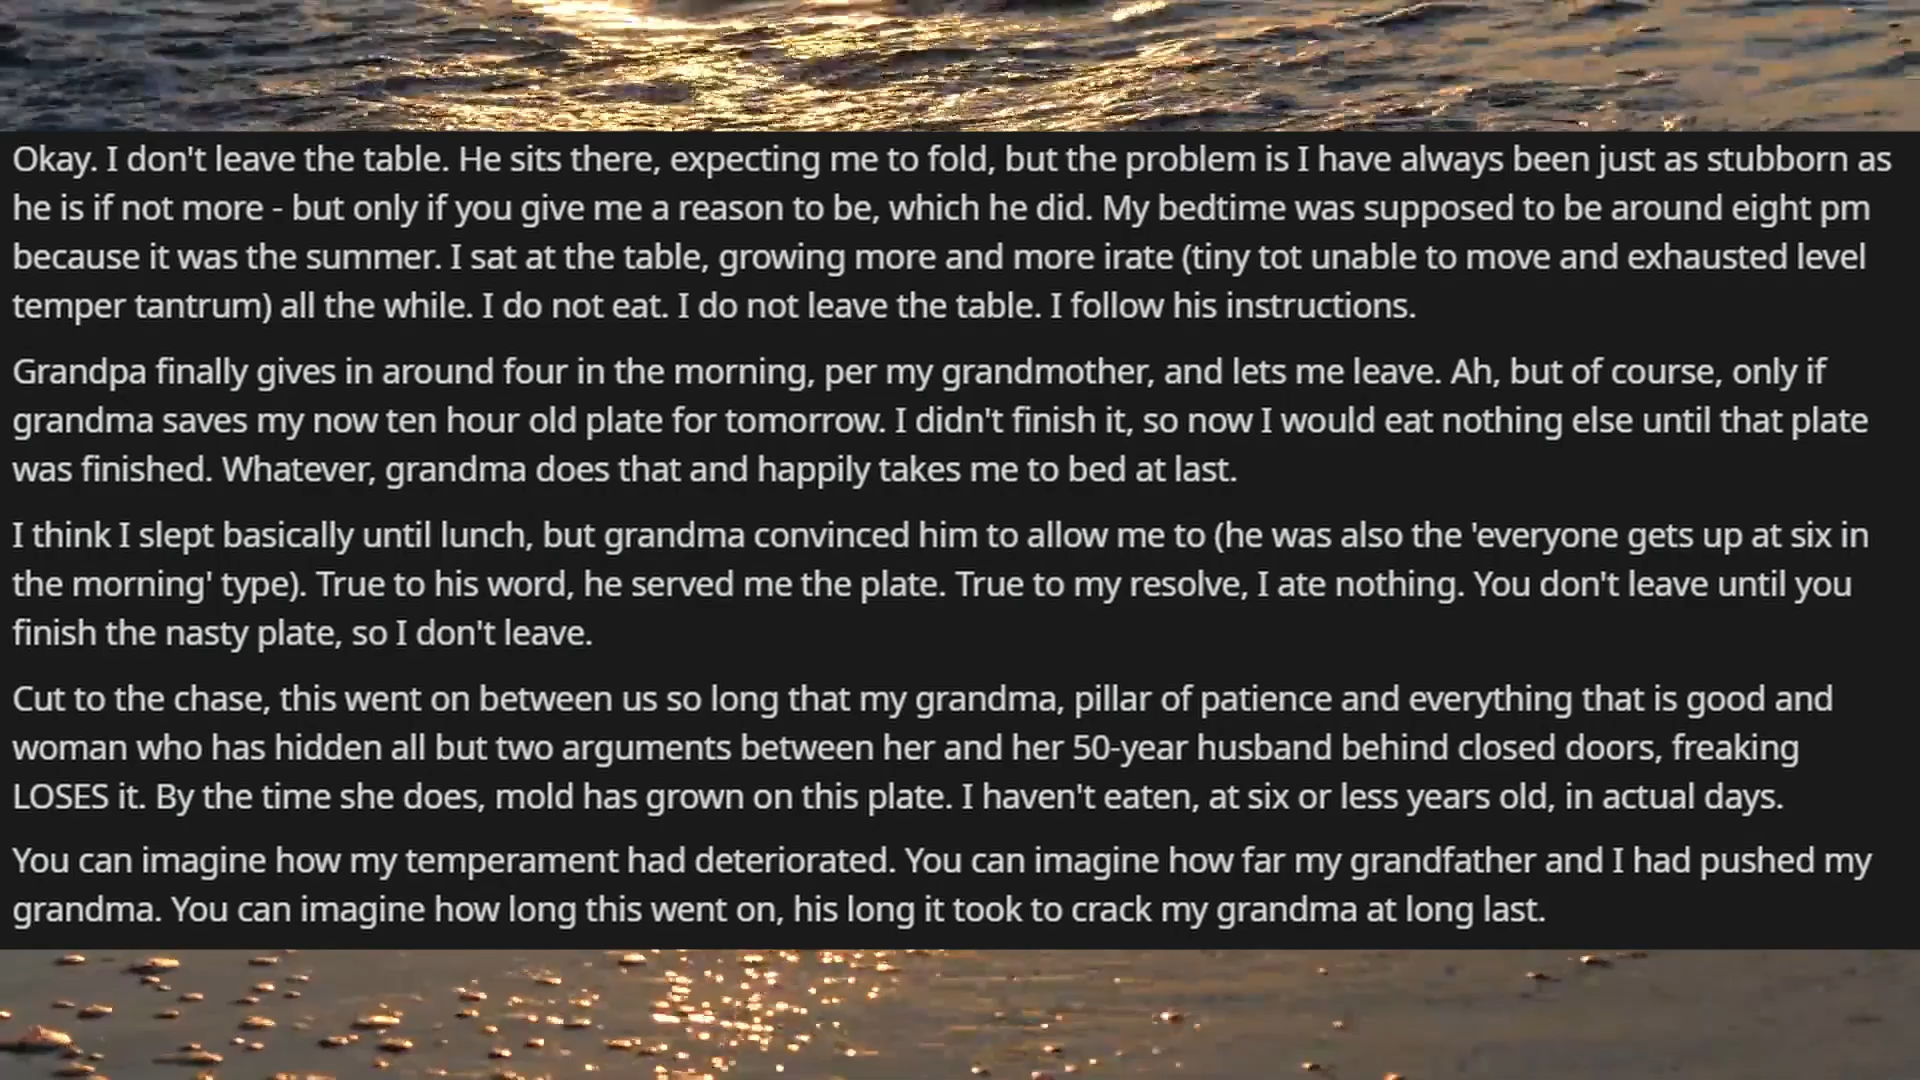 Okay. I don't leave the table. He sits there, expecting me to fold, but the problem is I have always been just as stubborn as
he is if not more - but only if you give me a reason to be, which he did. My bedtime was supposed to be around eight pm
because it was the summer. I sat at the table, growing more and more irate (tiny tot unable to move and exhausted level
temper tantrum) all the while. I do not eat. I do not leave the table. I follow his instructions.
Grandpa finally gives in around four in the morning, per my grandmother, and lets me leave. Ah, but of course, only if
grandma saves my now ten hour old plate for tomorrow. I didn't finish it, so now I would eat nothing else until that plate
was finished. Whatever, grandma does that and happily takes me to bed at last.
I think I slept basically until lunch, but grandma convinced him to allow me to (he was also the 'everyone gets up at six in
the morning' type). True to his word, he served me the plate. True to my resolve, I ate nothing. You don't leave until you
finish the nasty plate, so I don't leave.
Cut to the chase, this went on between us so long that my grandma, pillar of patience and everything that is good and
woman who has hidden all but two arguments between her and her 50-year husband behind closed doors, freaking
LOSES it. By the time she does, mold has grown on this plate. I haven't eaten, at six or less years old, in actual days.
You can imagine how my temperament had deteriorated. You can imagine how far my grandfather and I had pushed my
grandma. You can imagine how long this went on, his long it took to crack my grandma at long last.